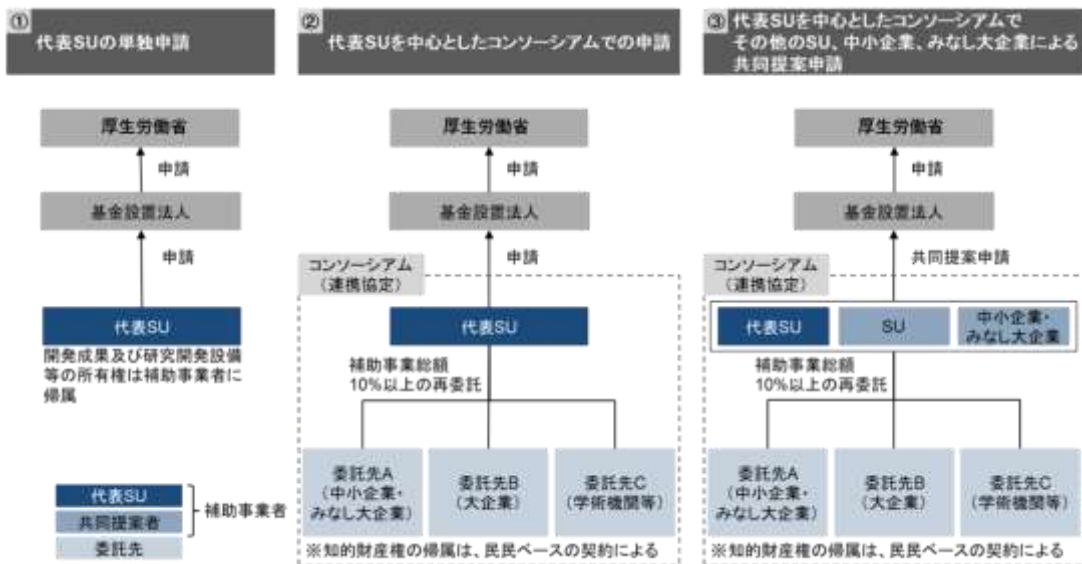 ①
代表SUの単独申請
厚生労働省
申請
基金設置法人
申請
代表SU
開発成果及び研究開発設備
等の所有権は補助事業者に
帰属
代表SU
共同提案者
補助事業者
委託先
②
代表SUを中心としたコンソーシアムでの申請
厚生労働省
申請
基金設置法人
コンソーシアム
（連携協定）
申請
代表SU
補助事業総額
10%以上の再委託
委託先A
（中小企業・
みなし大企業）
委託先B
（大企業）
委託先C
（学術機関等）
※知的財産権の帰属は、民民ベースの契約による
③
代表SUを中心としたコンソーシアムで
その他のSU、中小企業、みなし大企業による
共同提案申請
厚生労働省
申請
基金設置法人
コンソーシアム
（連携協定）
共同提案申請
代表SU
SU
中小企業・
みなし大企業
補助事業総額
10%以上の再委託
委託先A
（中小企業・
みなし大企業）
委託先B
（大企業）
委託先C
（学術機関等）
※知的財産権の帰属は、民民ベースの契約による